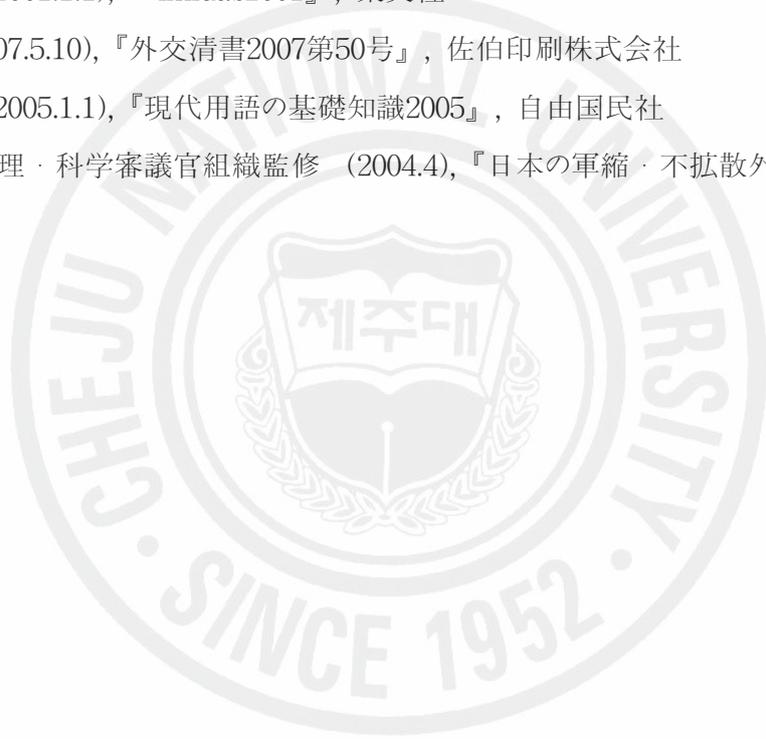 07.5.10),『外交清書2007第50号』, 佐伯印刷株式会社
2005.1.1),『現代用語の基礎知識2005』, 自由国民社
理 · 科学審議官組織監修 (2004.4),『日本の軍縮 · 不拡散外
CHEJU NATIONAL UNIVERSITY
제주대
· SINCE 1952 ·